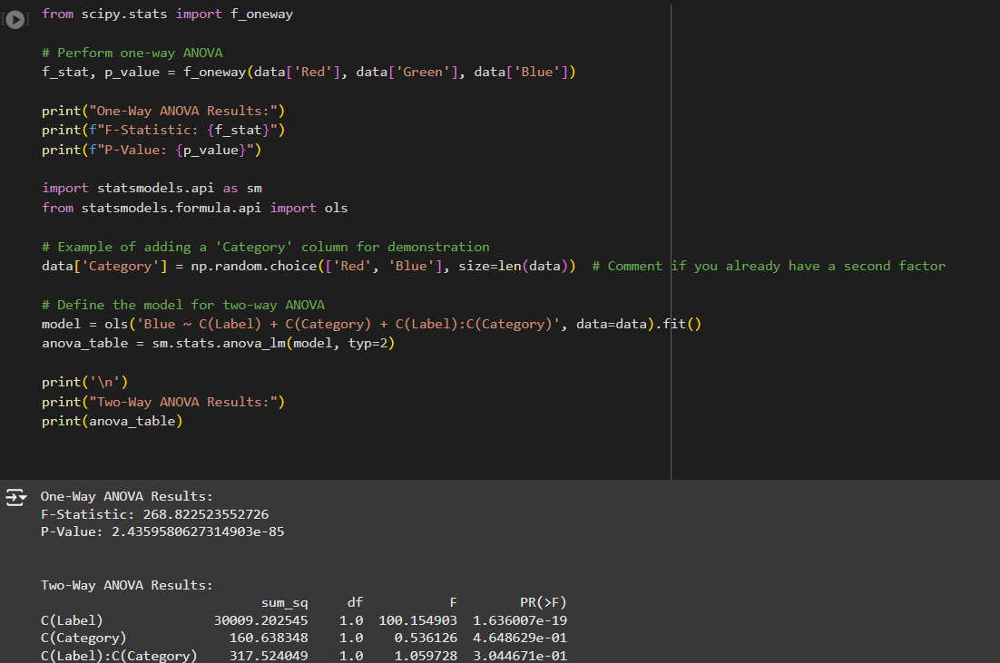 from scipy.stats import f_oneway
# Perform one-way ANOVA
f_stat, p_value = f_oneway(data['Red'], data['Green'], data['Blue'])
print("One-Way ANOVA Results:")
print(f"F-Statistic: {f_stat}")
print(f"P-Value: {p_value}")
import statsmodels.api as sm
from statsmodels.formula.api import ols
# Example of adding a 'Category' column for demonstration
data['Category'] = np.random.choice(['Red', 'Blue'], size=len(data))  # Comment if you already have a second factor
# Define the model for two-way ANOVA
model = ols('Blue ~ C(Label) + C(Category) + C(Label):C(Category)', data=data).fit()
anova_table = sm.stats.anova_lm(model, typ=2)
print('\n')
print("Two-Way ANOVA Results:")
print(anova_table)
One-Way ANOVA Results:
F-Statistic: 268.822523552726
P-Value: 2.4359580627314903e-85
Two-Way ANOVA Results:
sum_sq df F PR(>F)
C(Label) 30009.202545 1.0 100.154903 1.636007e-19
C(Category) 160.638348 1.0 0.536126 4.648629e-01
C(Label):C(Category) 317.524049 1.0 1.059728 3.044671e-01